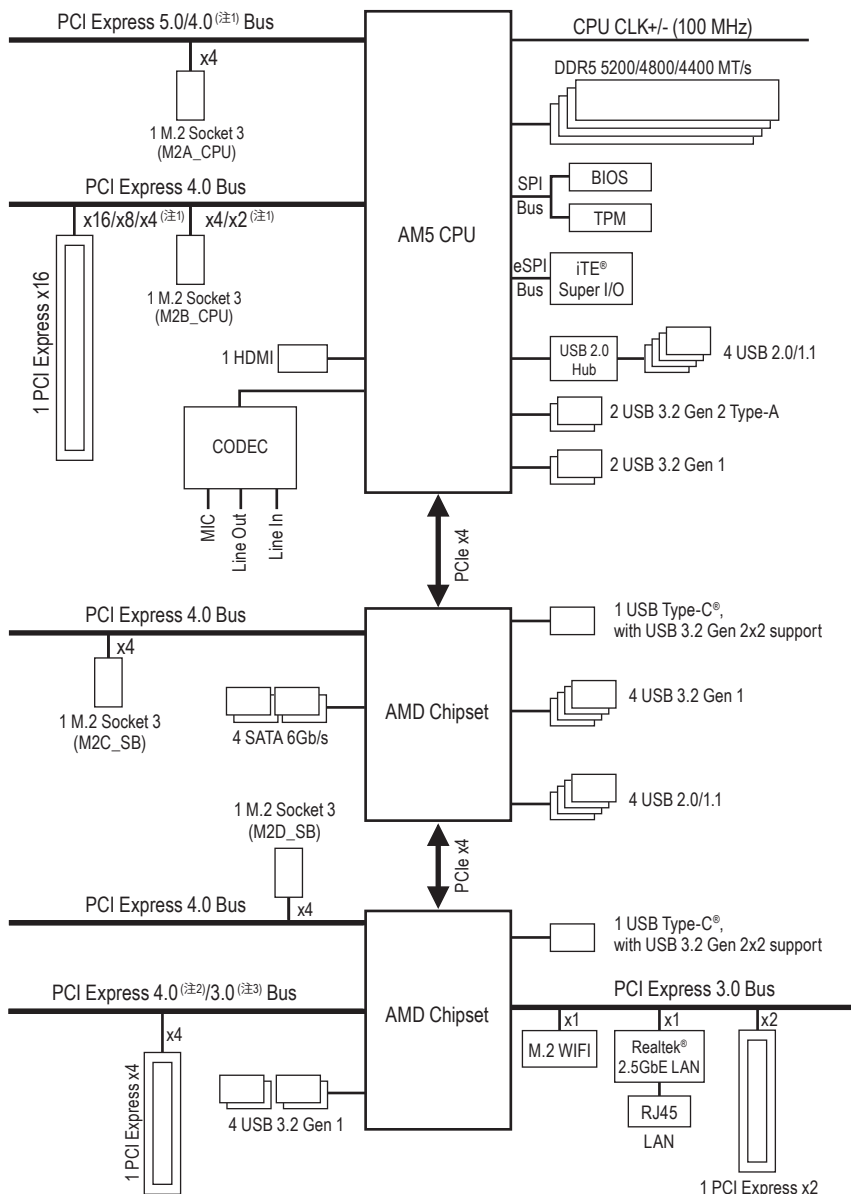 PCI Express 5.0/4.0 (注1) Bus
x4
1 M.2 Socket 3
(M2A_CPU)
PCI Express 4.0 Bus
x16/x8/x4 (注1)
x4/x2 (注1)
1 PCI Express x16
1 M.2 Socket 3
(M2B_CPU)
1 HDMI
CODEC
MIC
Line Out
Line In
AM5 CPU
CPU CLK+/- (100 MHz)
DDR5 5200/4800/4400 MT/s
SPI
Bus
BIOS
TPM
eSPI
Bus
iTE®
Super I/O
USB 2.0
Hub
4 USB 2.0/1.1
2 USB 3.2 Gen 2 Type-A
2 USB 3.2 Gen 1
PCIe x4
PCI Express 4.0 Bus
x4
1 M.2 Socket 3
(M2C_SB)
4 SATA 6Gb/s
AMD Chipset
1 USB Type-C®,
with USB 3.2 Gen 2x2 support
4 USB 3.2 Gen 1
4 USB 2.0/1.1
PCIe x4
1 M.2 Socket 3
(M2D_SB)
PCI Express 4.0 Bus
x4
PCI Express 4.0 (注2)/3.0 (注3) Bus
x4
1 PCI Express x4
4 USB 3.2 Gen 1
AMD Chipset
1 USB Type-C®,
with USB 3.2 Gen 2x2 support
PCI Express 3.0 Bus
x1
x1
x2
M.2 WIFI
Realtek®
2.5GbE LAN
RJ45
LAN
1 PCI Express x2